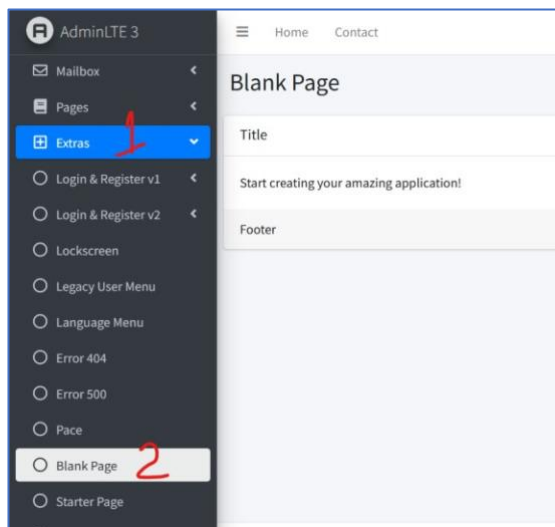 AdminLTE 3
Home Contact
Mailbox
Pages
Extras 1
Login & Register v1
Login & Register v2
Lockscreen
Legacy User Menu
Language Menu
Error 404
Error 500
Pace
Blank Page 2
Starter Page
Blank Page
Title
Start creating your amazing application!
Footer